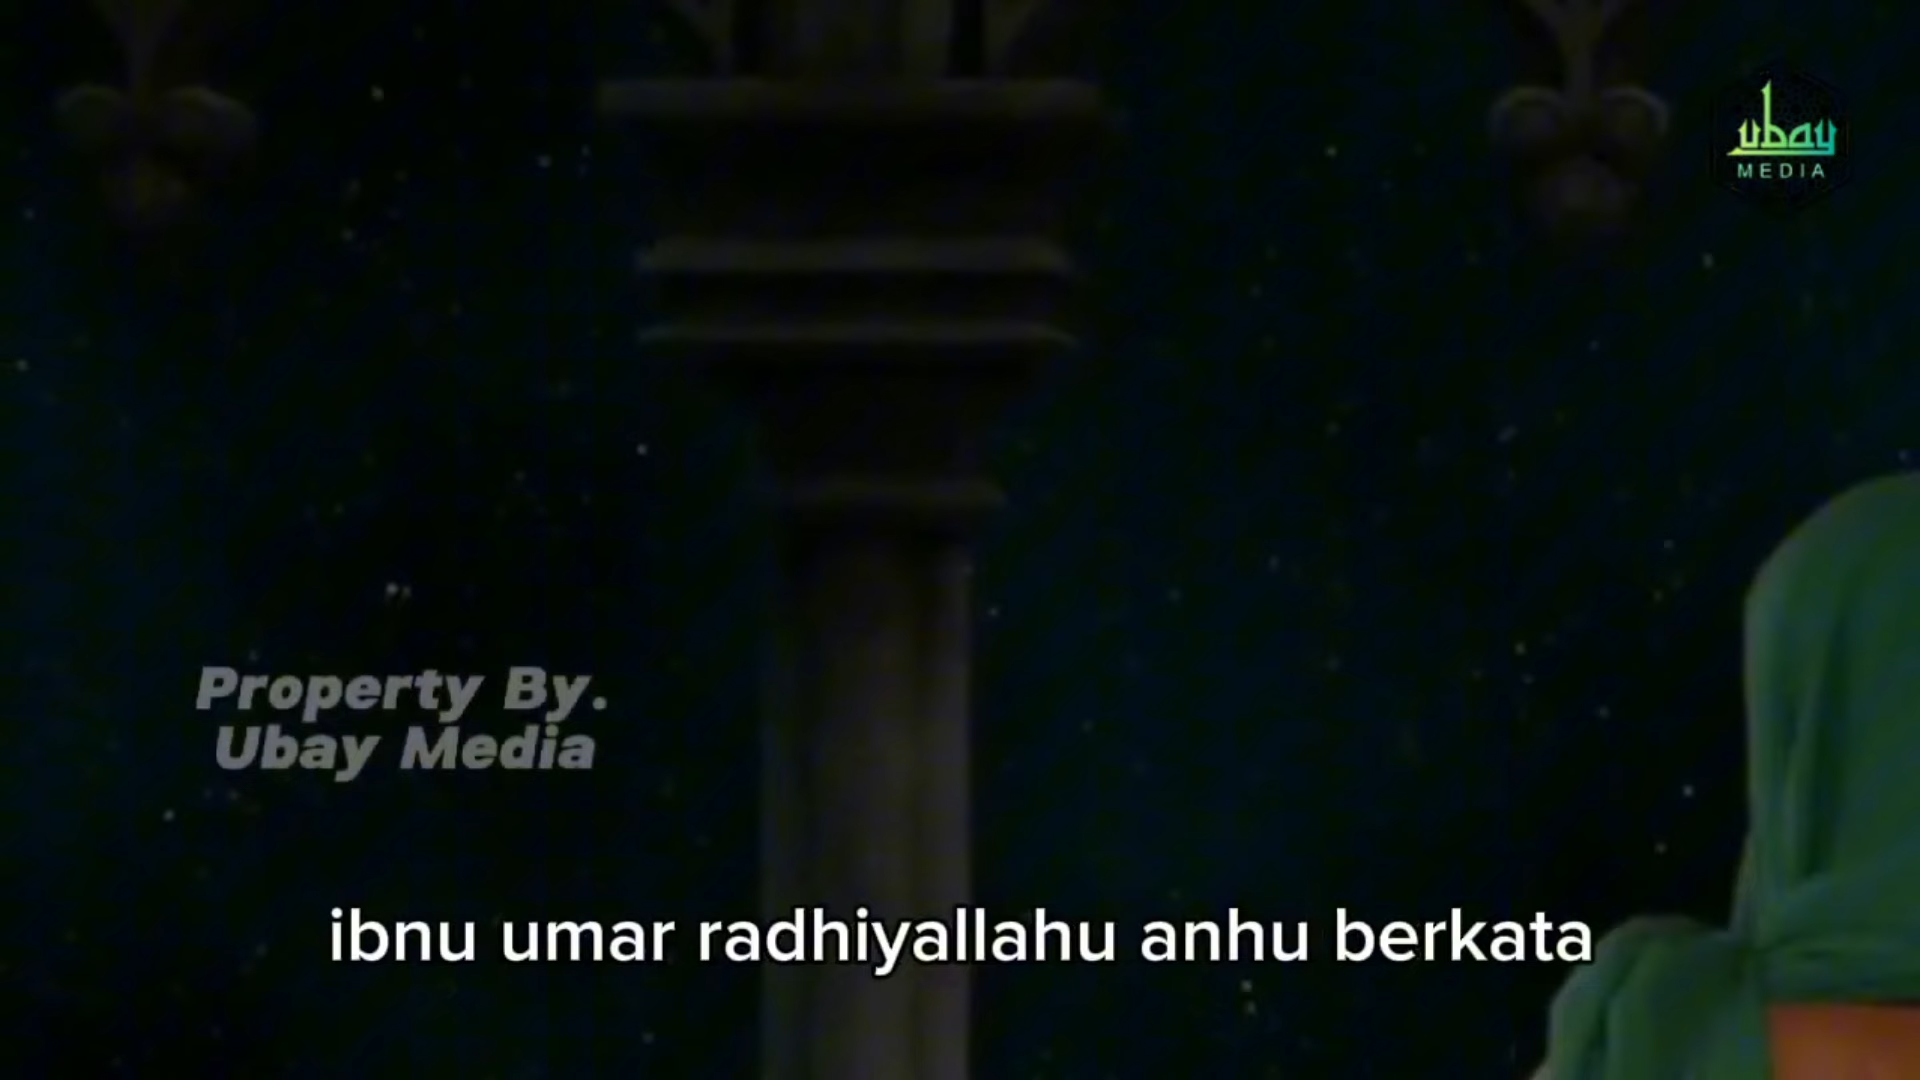 ubay
MEDIA
Property By.
Ubay Media
ibnu umar radhiyallahu anhu berkata